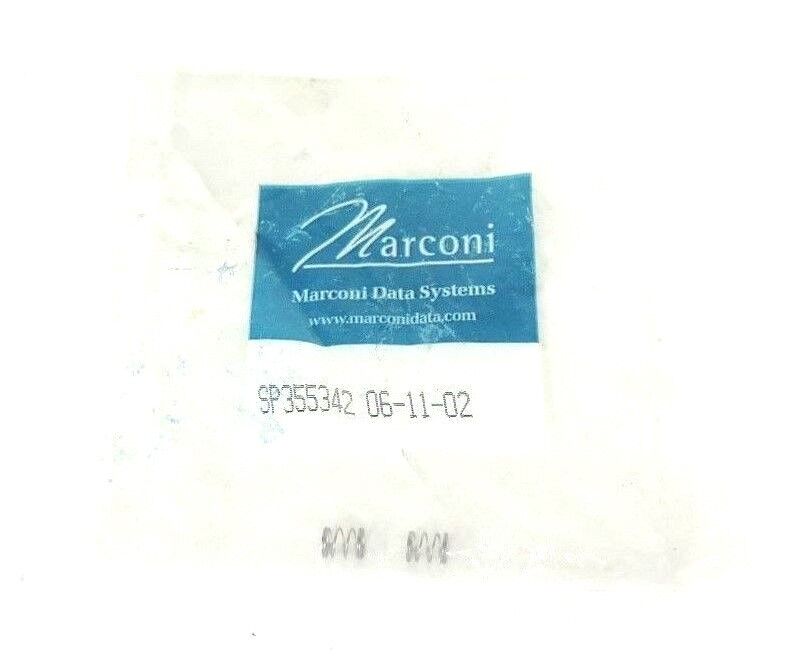 Marconi
Marconi Data Systems
www.marconidata.com
SP355342 06-11-02